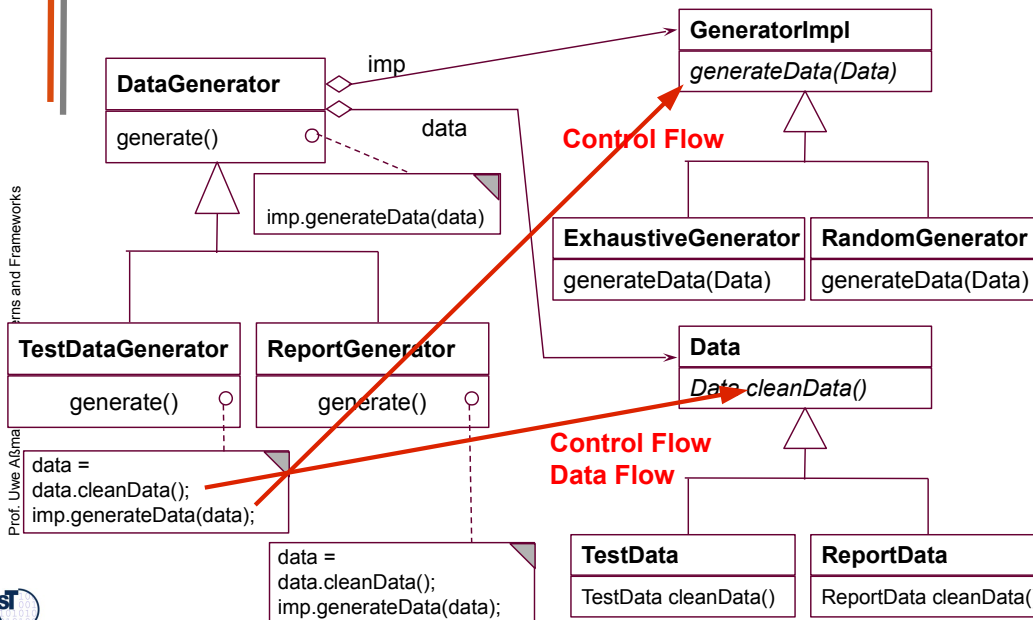 GeneratorImpl
generateData(Data)
imp
DataGenerator
generate()
data
Control Flow
imp.generateData(data)
ExhaustiveGenerator
generateData(Data)
RandomGenerator
generateData(Data)
TestDataGenerator
generate()
ReportGenerator
generate()
Data
Data cleanData()
Control Flow
Data Flow
data =
data.cleanData();
imp.generateData(data);
data =
data.cleanData();
imp.generateData(data);
TestData
TestData cleanData()
ReportData
ReportData cleanData(
Prof. Uwe Aßma
and Frameworks